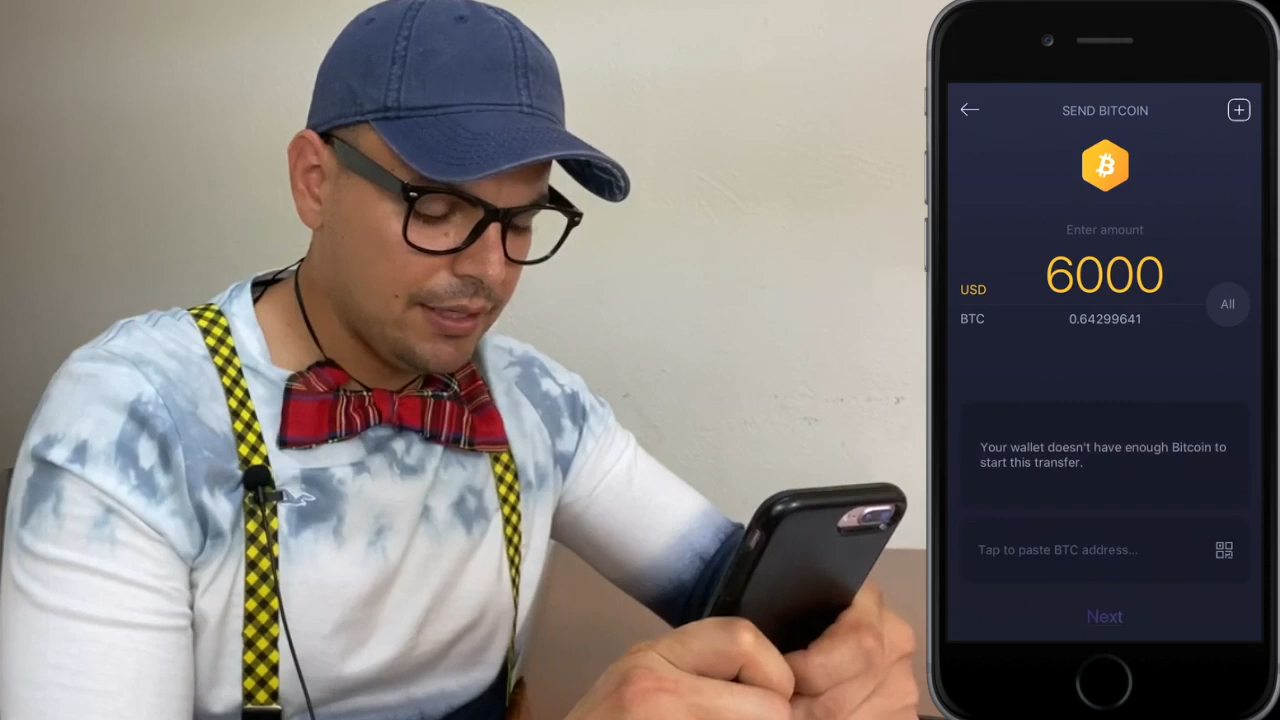 SEND BITCOIN
Enter amount
6000
USD
All
BTC
0.64299641
Your wallet doesn't have enough Bitcoin to
start this transfer.
Tap to paste BTC address...
Next